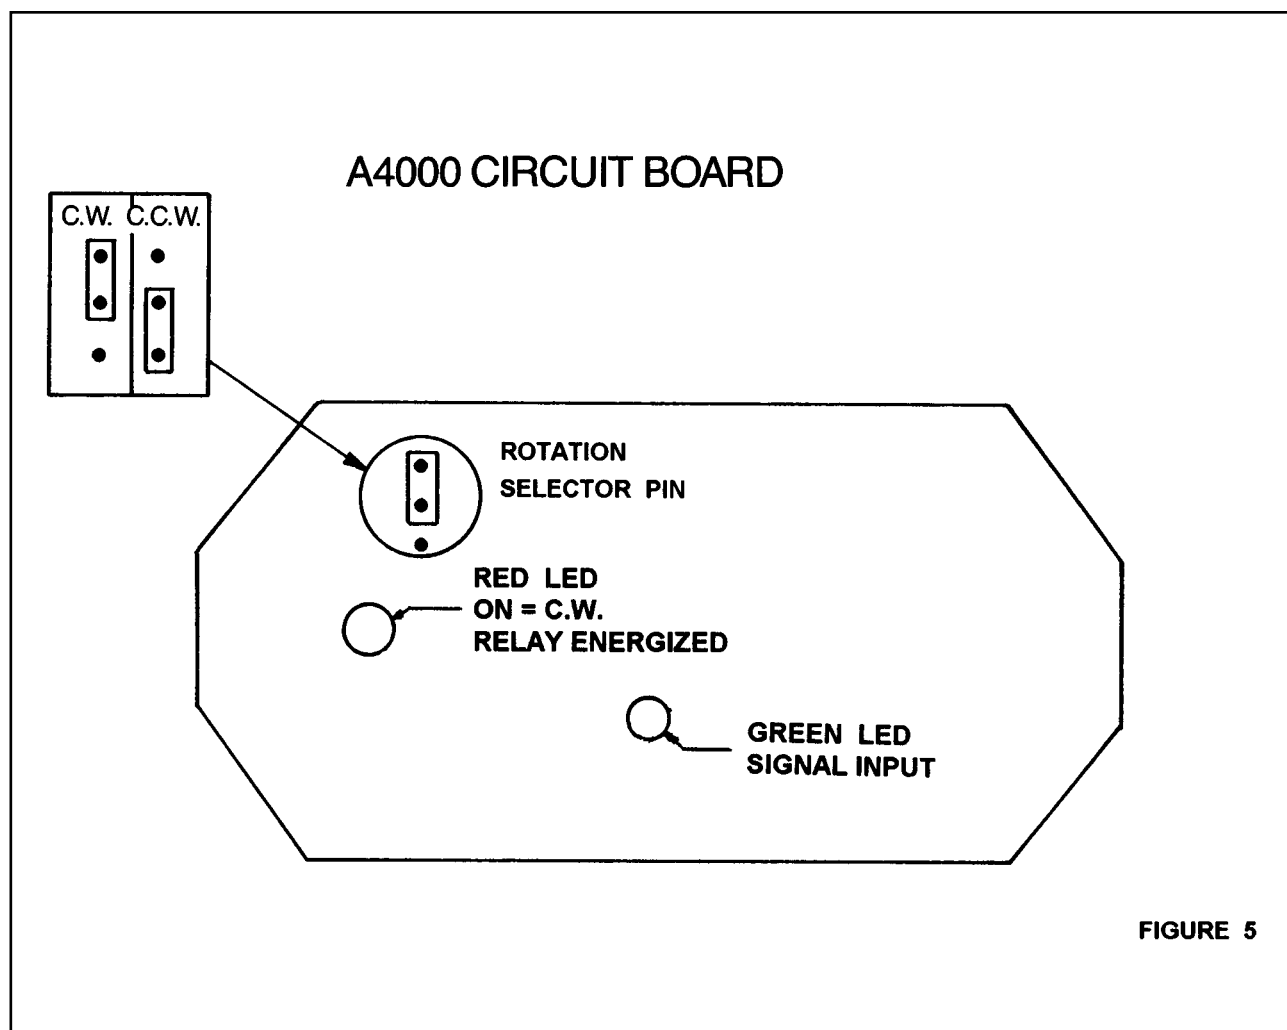 A4000 CIRCUIT BOARD
C.W. C.C.W.
ROTATION
SELECTOR PIN
RED LED
ON = C.W.
RELAY ENERGIZED
GREEN LED
SIGNAL INPUT
FIGURE 5